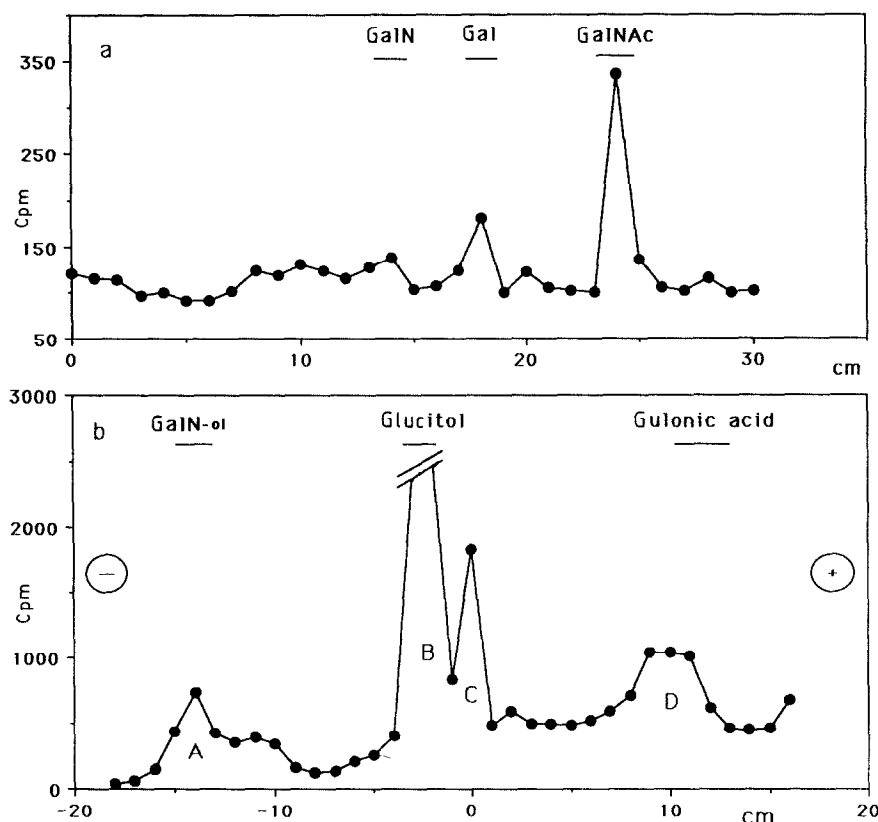 a
GalN Gal GalNAc
350
250
150
50
Cpm
0 10 20 30 cm
b
GalN-ol Glucitol Gulonic acid
3000
2000
1000
0
Cpm
− +
A B C D
-20 -10 0 10 20
cm